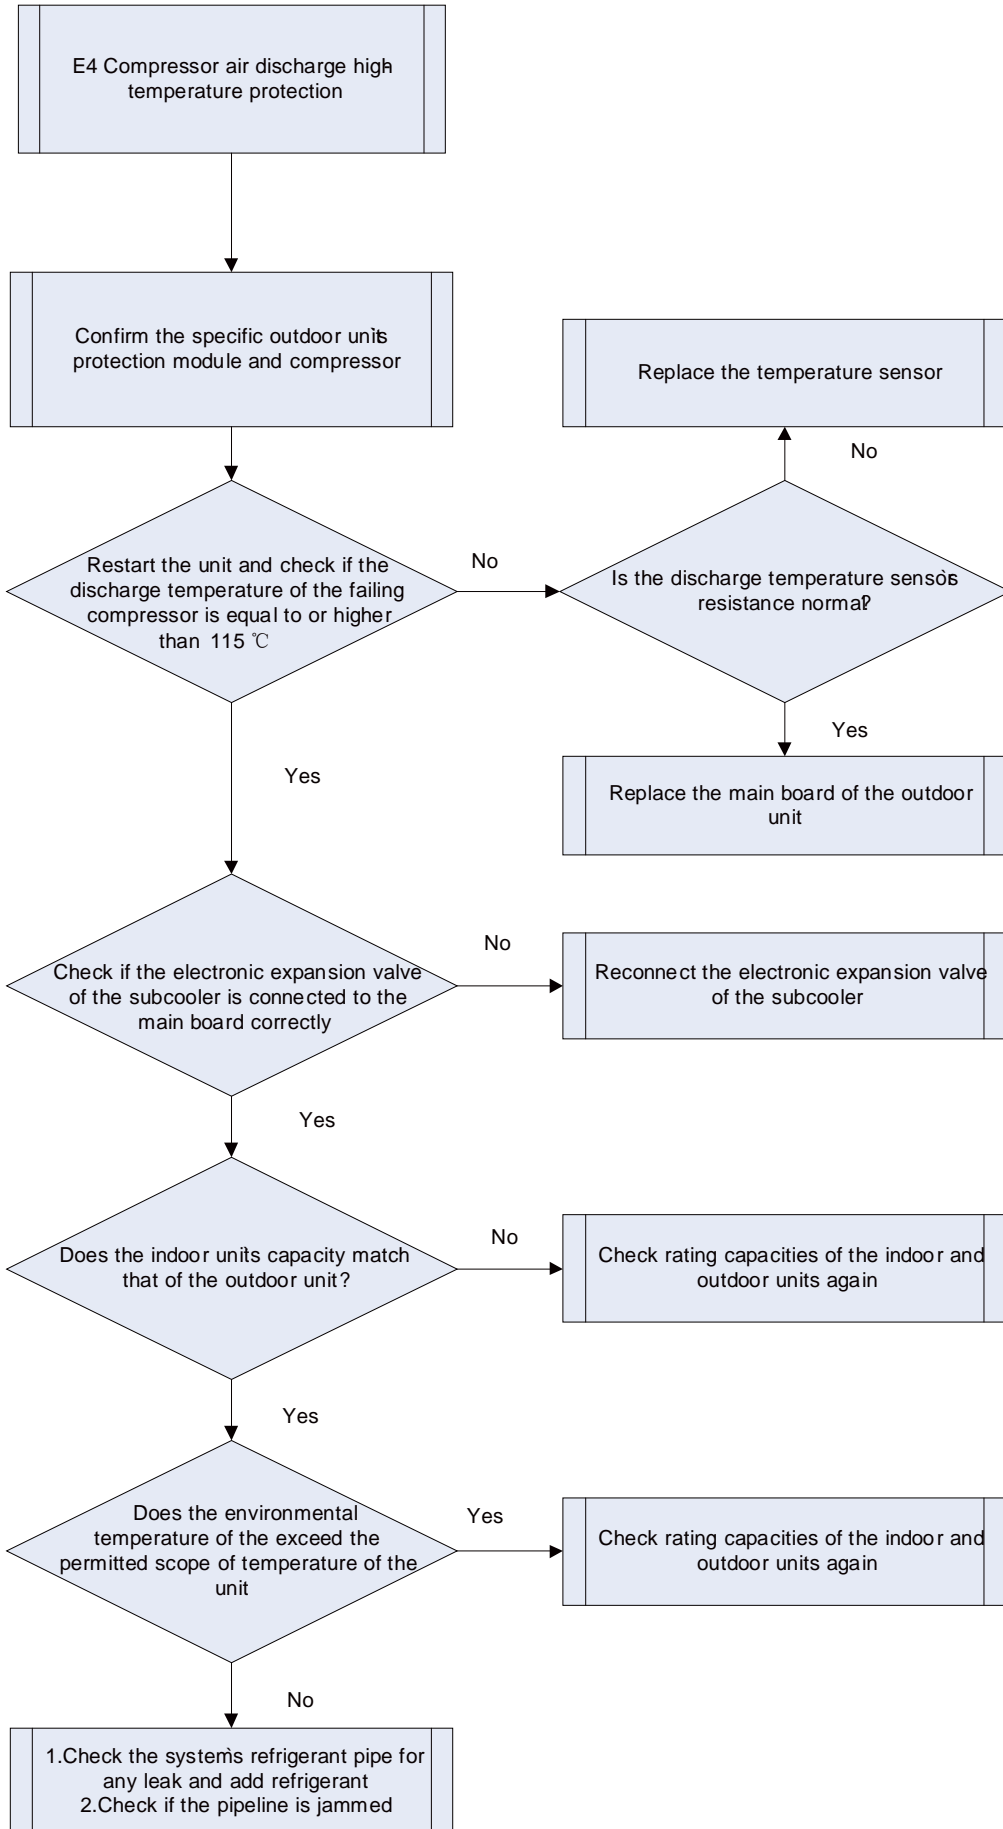 E4 Compressor air discharge high-
temperature protection
Confirm the specific outdoor unit's
protection module and compressor
Replace the temperature sensor
No
Restart the unit and check if the
discharge temperature of the failing
compressor is equal to or higher
than 115 ℃
No
Is the discharge temperature sensor's
resistance normal?
Yes
Replace the main board of the outdoor
unit
Yes
Check if the electronic expansion valve
of the subcooler is connected to the
main board correctly
No
Reconnect the electronic expansion valve
of the subcooler
Yes
Does the indoor unit's capacity match
that of the outdoor unit?
No
Check rating capacities of the indoor and
outdoor units again
Yes
Does the environmental
temperature of the exceed the
permitted scope of temperature of the
unit
Yes
Check rating capacities of the indoor and
outdoor units again
No
1.Check the system's refrigerant pipe for
any leak and add refrigerant
2.Check if the pipeline is jammed